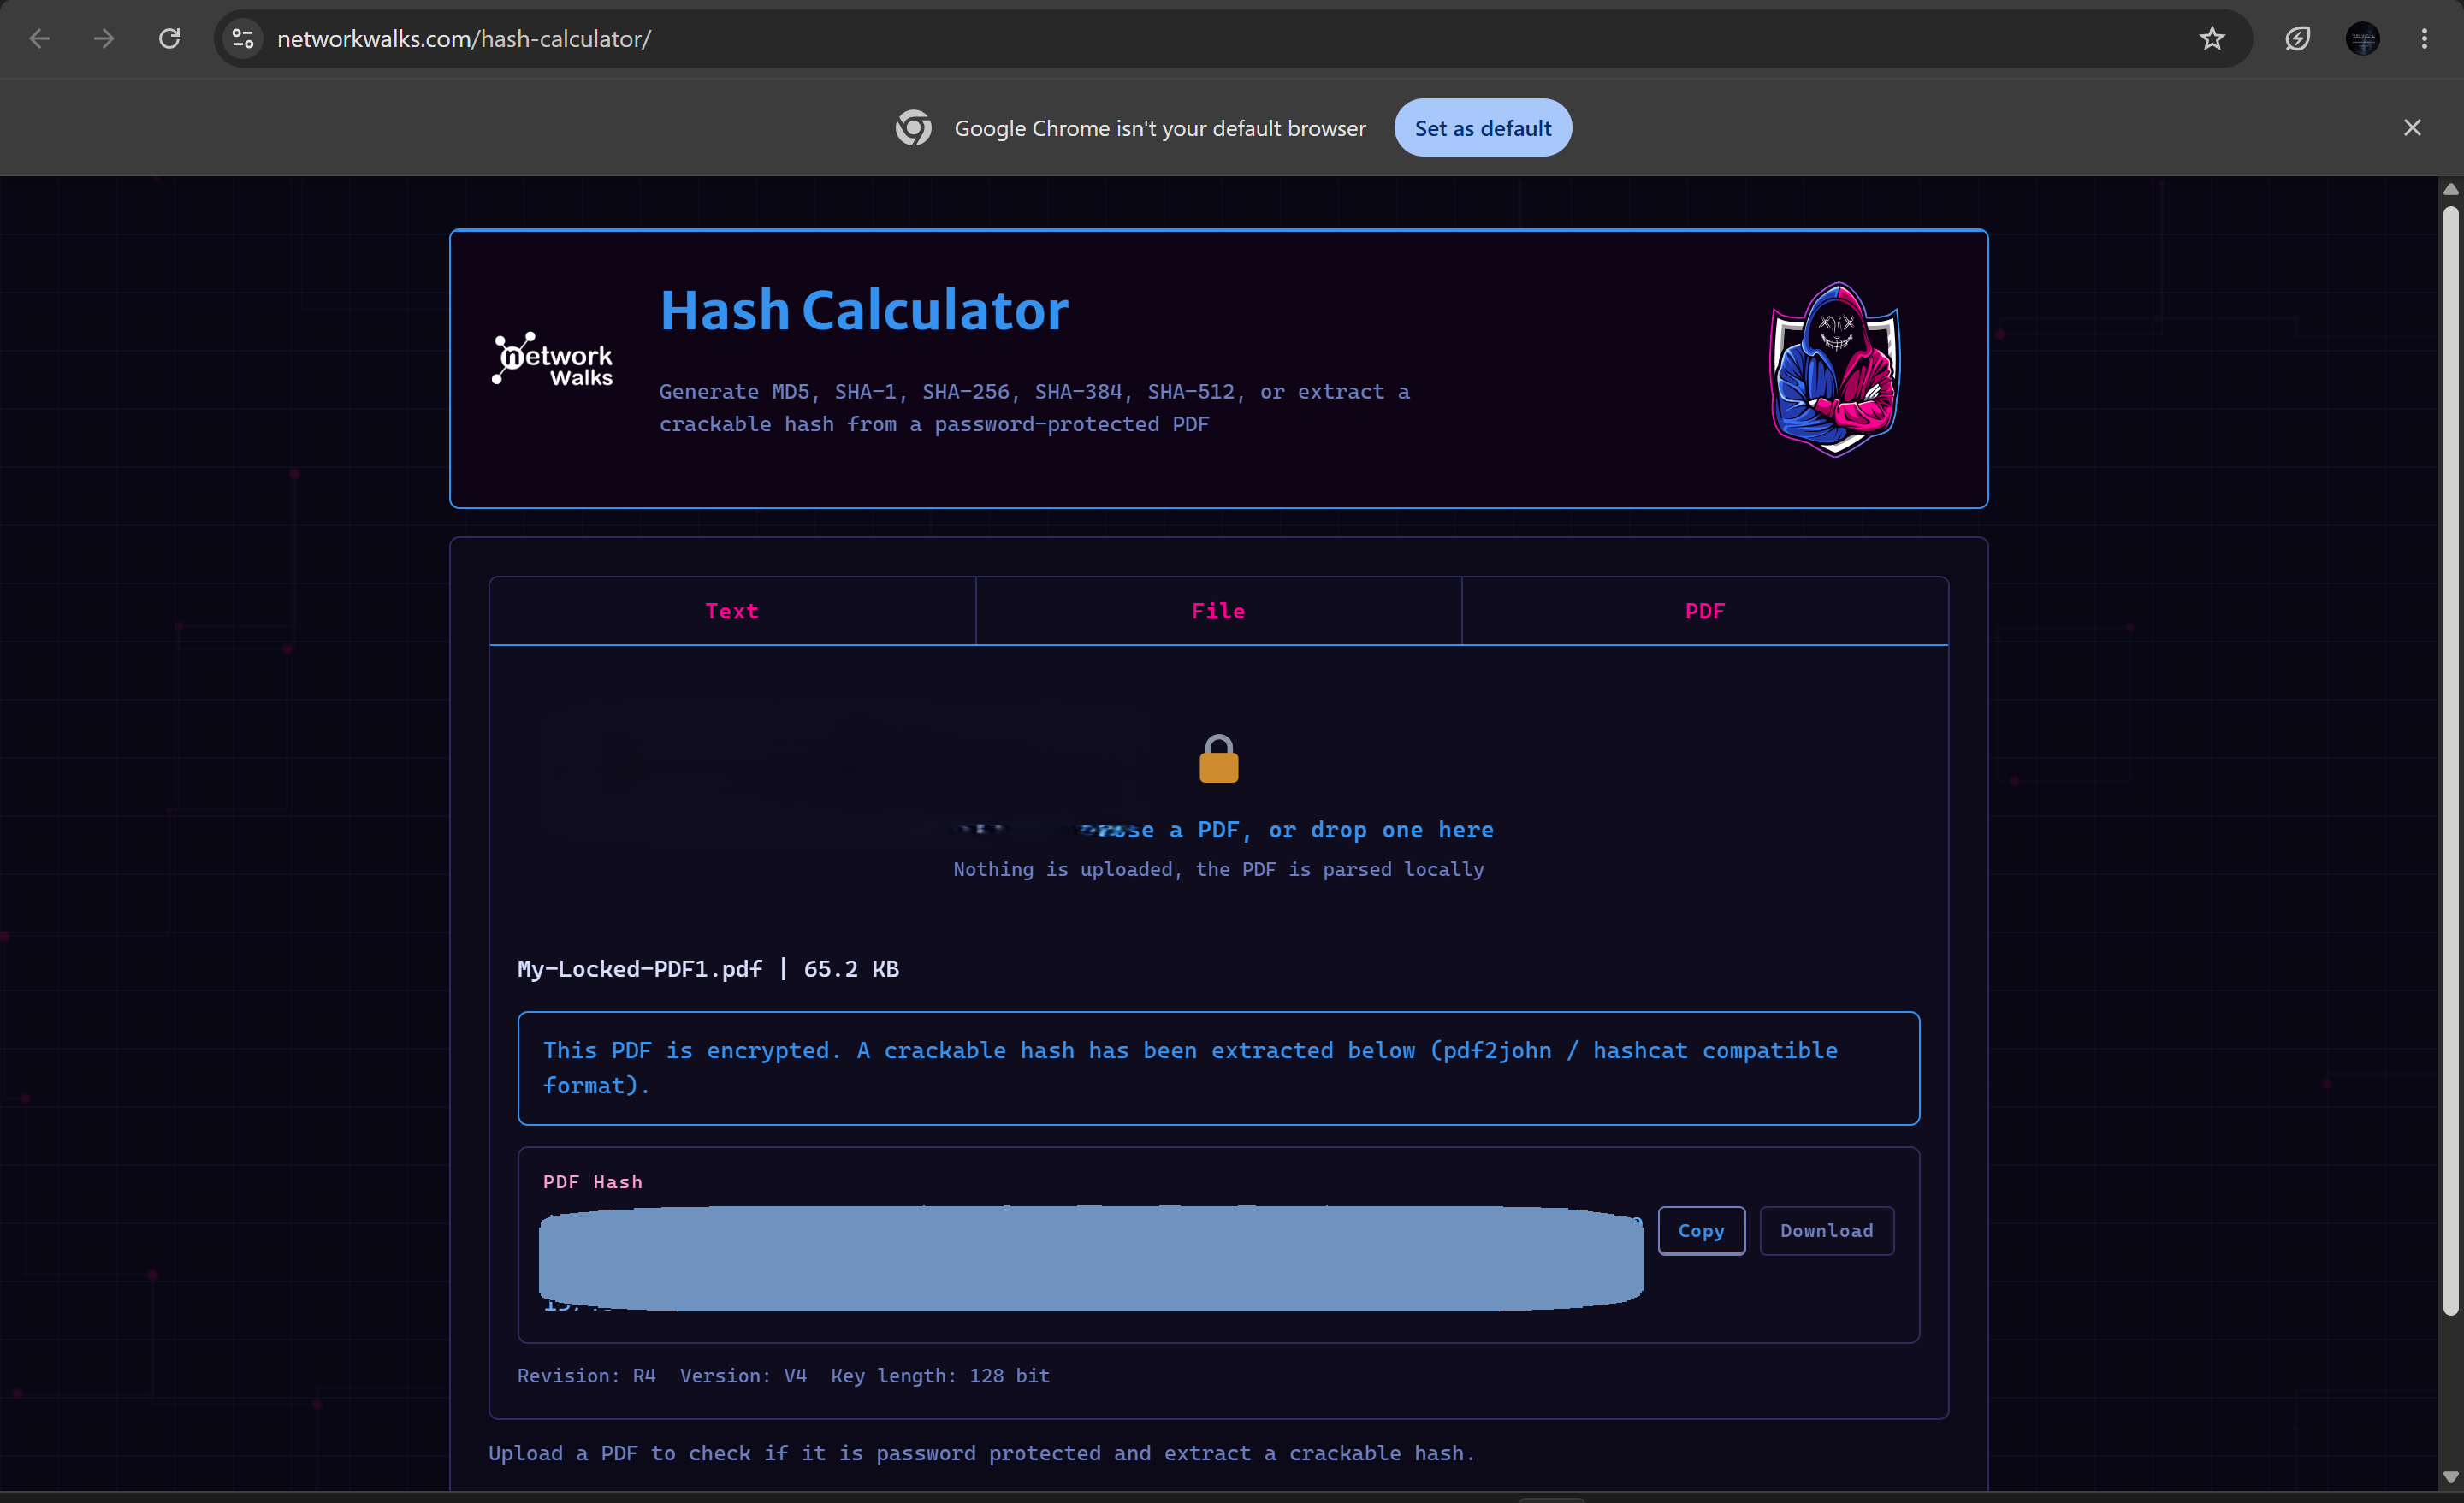 networkwalks.com/hash-calculator/
Google Chrome isn't your default browser
Set as default
network
Walks
Hash Calculator
Generate MD5, SHA-1, SHA-256, SHA-384, SHA-512, or extract a
crackable hash from a password-protected PDF
Text
File
PDF
a PDF, or drop one here
Nothing is uploaded, the PDF is parsed locally
My-Locked-PDF1.pdf | 65.2 KB
This PDF is encrypted. A crackable hash has been extracted below (pdf2john / hashcat compatible
format).
PDF Hash
Copy
Download
Revision: R4 Version: V4 Key length: 128 bit
Upload a PDF to check if it is password protected and extract a crackable hash.